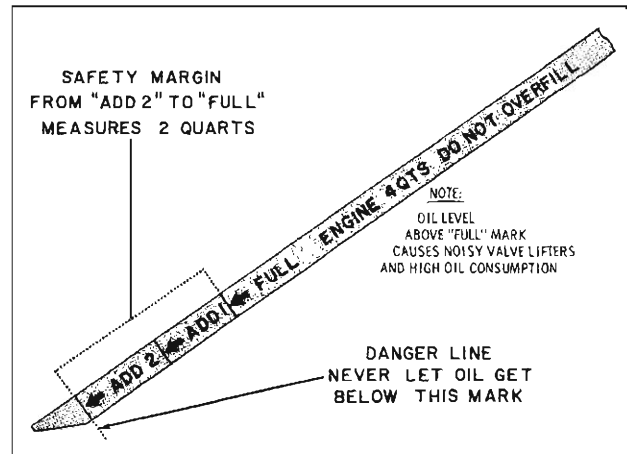 SAFETY MARGIN
FROM "ADD 2" TO "FULL"
MEASURES 2 QUARTS
ADD 2 ADD 1 FULL ENGINE 4 QTS DO NOT OVERFILL
NOTE:
OIL LEVEL
ABOVE "FULL" MARK
CAUSES NOISY VALVE LIFTERS
AND HIGH OIL CONSUMPTION
DANGER LINE
NEVER LET OIL GET
BELOW THIS MARK